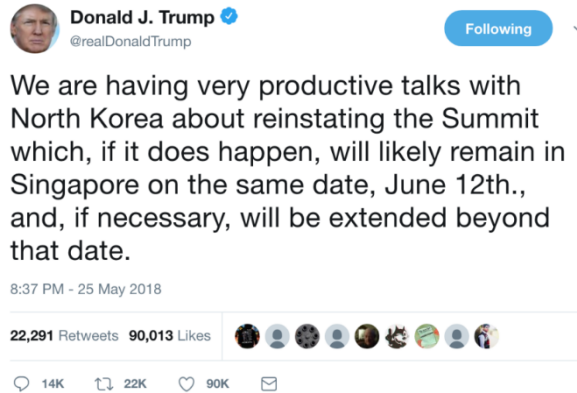 Donald J. Trump
@realDonaldTrump
Following
We are having very productive talks with
North Korea about reinstating the Summit
which, if it does happen, will likely remain in
Singapore on the same date, June 12th.,
and, if necessary, will be extended beyond
that date.
8:37 PM - 25 May 2018
22,291 Retweets 90,013 Likes
14K 22K 90K